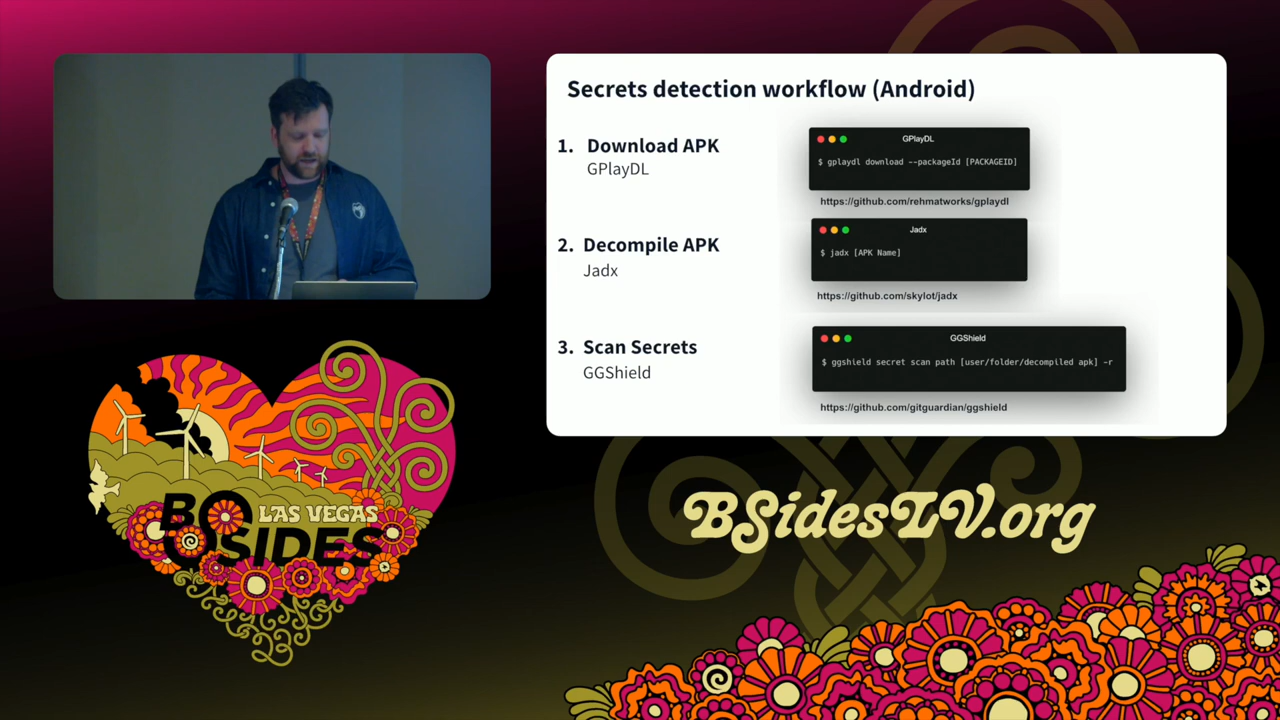 Secrets detection workflow (Android)
1. Download APK
GPlayDL
GPlayDL
$ gplaydl download --packageId [PACKAGEID]
https://github.com/rehmatworks/gplaydl
2. Decompile APK
Jadx
Jadx
$ jadx [APK Name]
https://github.com/skylot/jadx
3. Scan Secrets
GGShield
GGShield
$ ggshield secret scan path [user/folder/decompiled apk] -r
https://github.com/gitguardian/ggshield
BSIDES
LAS VEGAS
23
BSidesLV.org